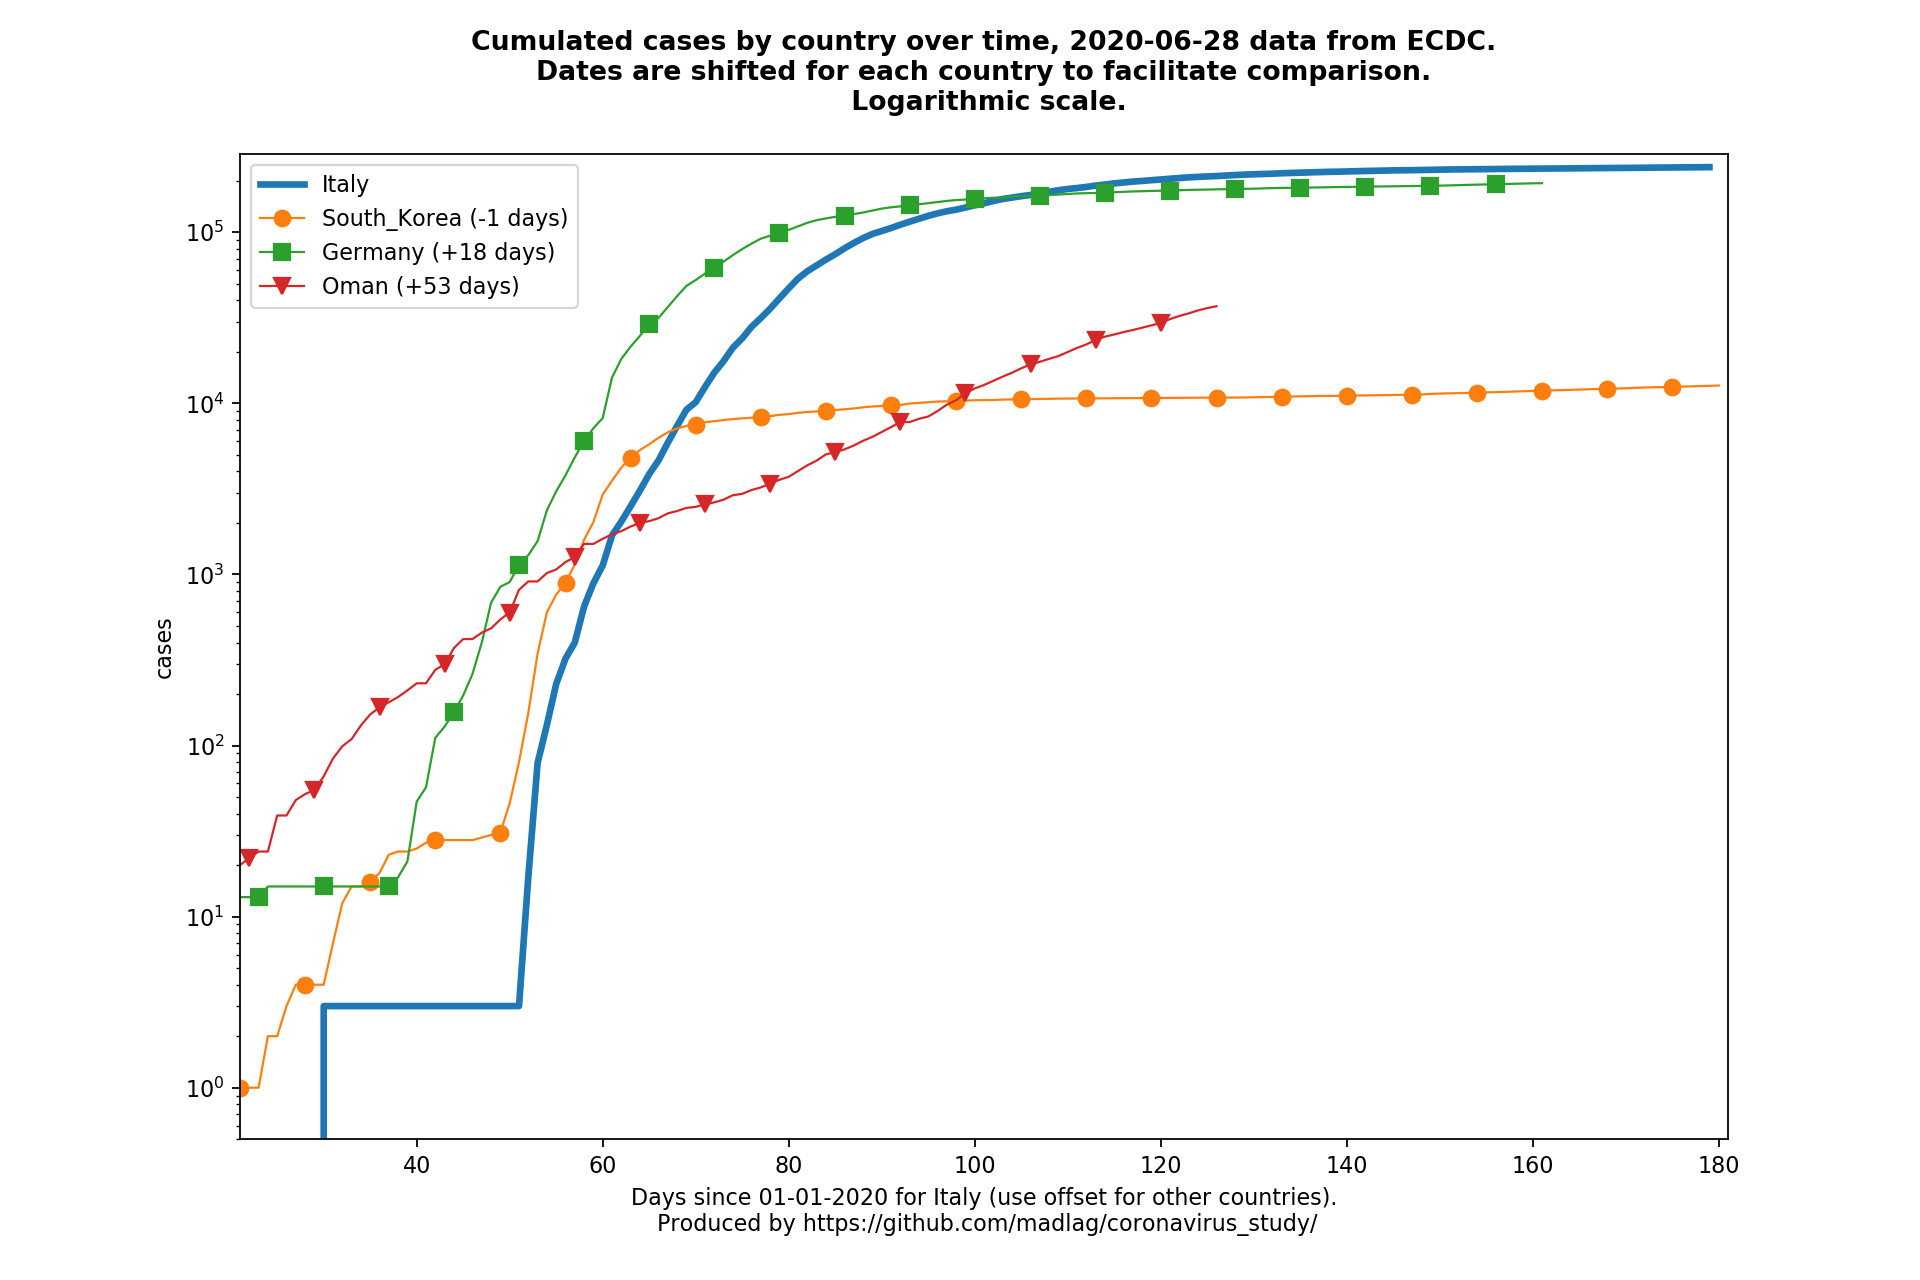 Cumulated cases by country over time, 2020-06-28 data from ECDC.
Dates are shifted for each country to facilitate comparison.
Logarithmic scale.
Italy
South_Korea (-1 days)
Germany (+18 days)
Oman (+53 days)
10^5
10^4
10^3
10^2
10^1
10^0
cases
40 60 80 100 120 140 160 180
Days since 01-01-2020 for Italy (use offset for other countries).
Produced by https://github.com/madlag/coronavirus_study/